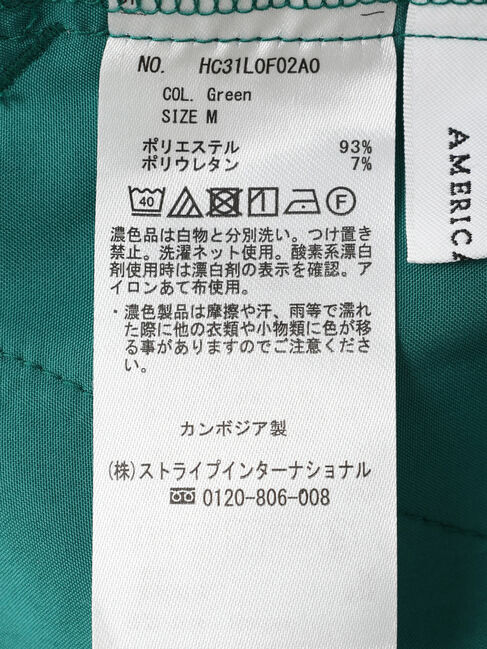 NO. HC31L0F02A0
COL. Green
SIZE M
ポリエステル 93%
ポリウレタン 7%
40 F
濃色品は白物と分別洗い。つけ置き
禁止。洗濯ネット使用。酸素系漂白
剤使用時は漂白剤の表示を確認。ア
イロンあて布使用。
・濃色製品は摩擦や汗、雨等で濡れ
た際に他の衣類や小物類に色が移
る事がありますのでご注意くださ
い。
カンボジア製
(株)ストライプインターナショナル
0120-806-008
AMERICA